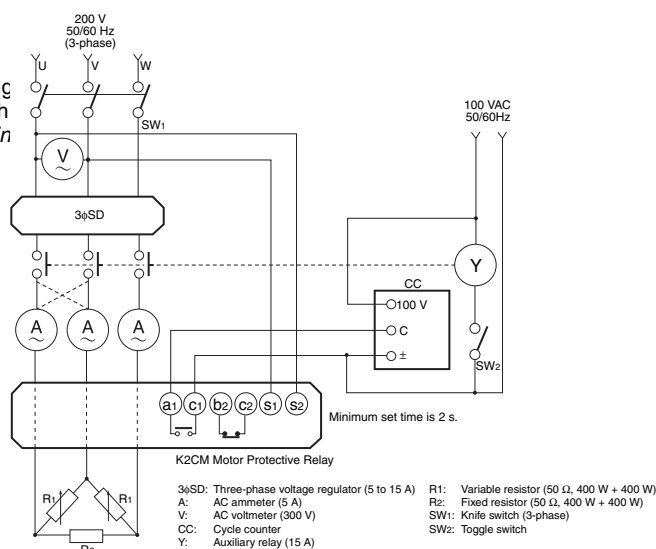 200 V
50/60 Hz
(3-phase)
U V W
SW1
100 VAC
50/60Hz
V
3ϕSD
Y
CC
100 V
C
±
SW2
A A A
a1 c1 b2 c2 s1 s2
Minimum set time is 2 s.
K2CM Motor Protective Relay
R1 R1
3ϕSD: Three-phase voltage regulator (5 to 15 A)
A: AC ammeter (5 A)
V: AC voltmeter (300 V)
CC: Cycle counter
Y: Auxiliary relay (15 A)
R1: Variable resistor (50 Ω, 400 W + 400 W)
R2: Fixed resistor (50 Ω, 400 W + 400 W)
SW1: Knife switch (3-phase)
SW2: Toggle switch